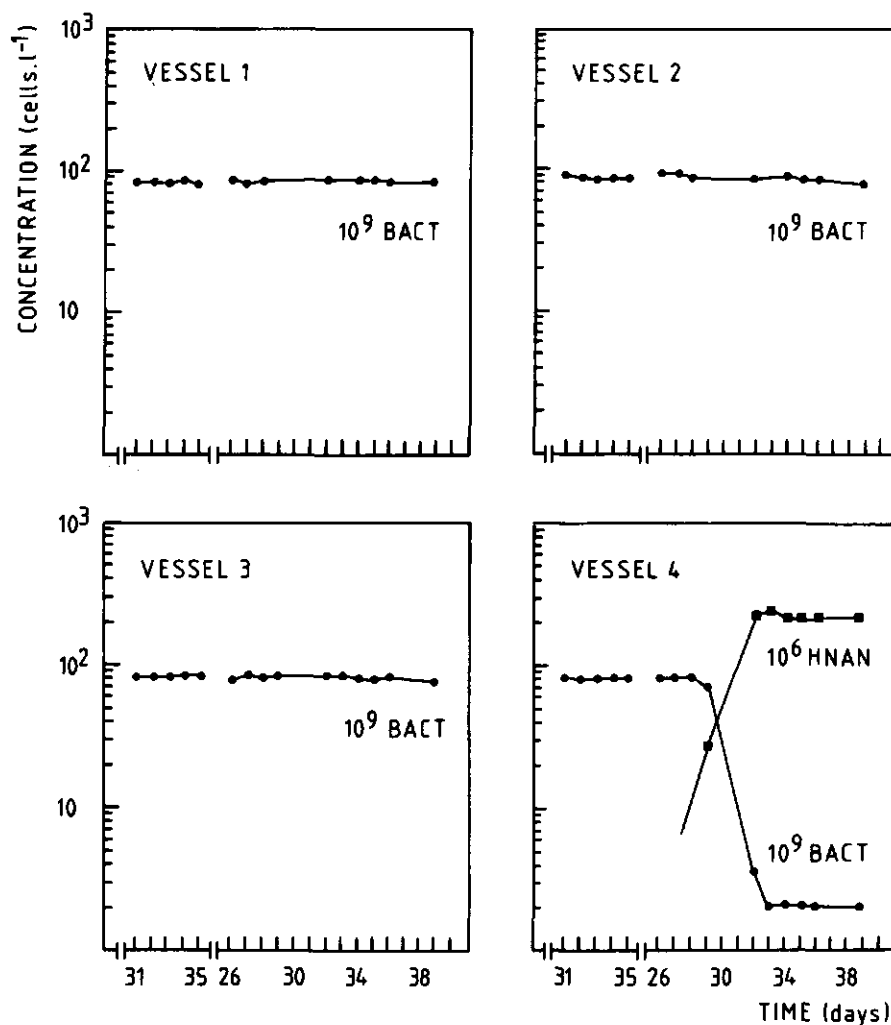 CONCENTRATION (cells.l⁻¹)
10³
10²
10
VESSEL 1
10⁹ BACT
VESSEL 2
10⁹ BACT
10³
10²
10
VESSEL 3
10⁹ BACT
VESSEL 4
10⁶ HNAN
10⁹ BACT
31 35 26 30 34 38
31 35 26 30 34 38
TIME (days)